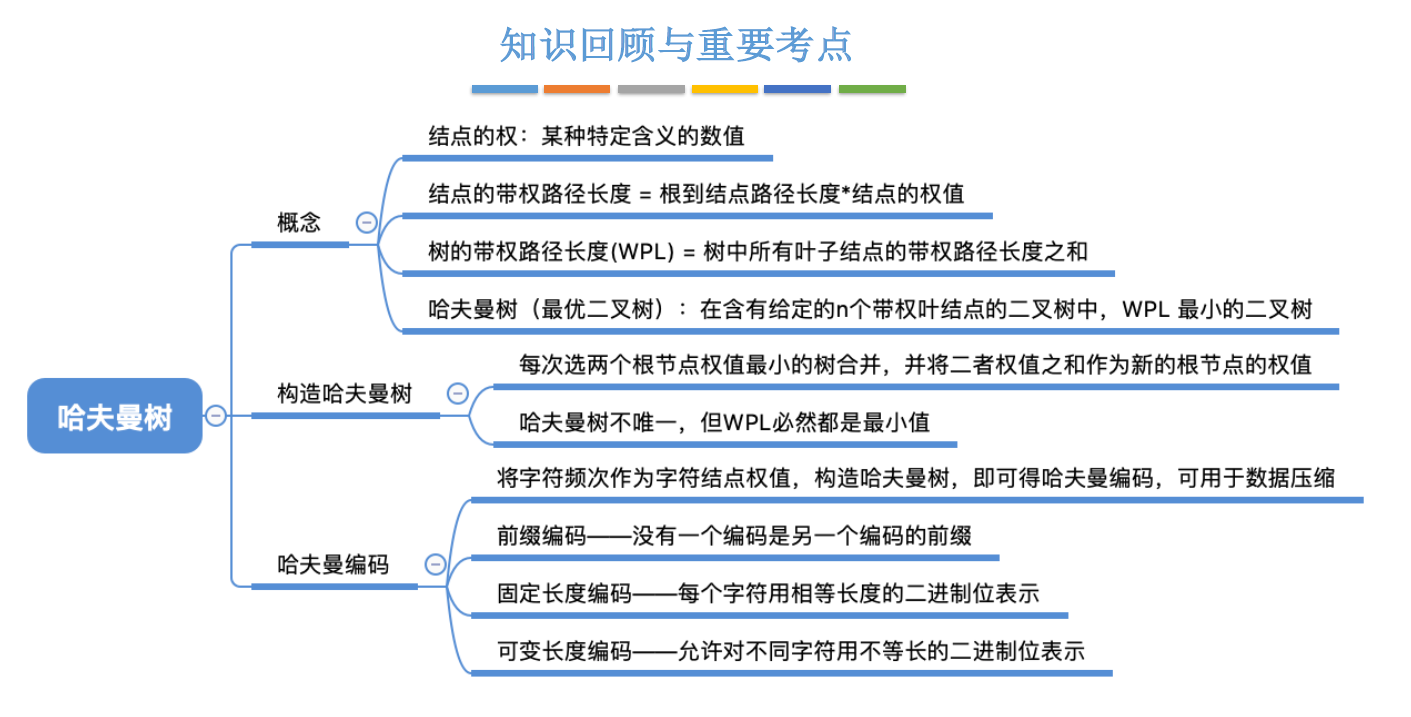 知识回顾与重要考点
结点的权：某种特定含义的数值
结点的带权路径长度 = 根到结点路径长度*结点的权值
概念
树的带权路径长度(WPL) = 树中所有叶子结点的带权路径长度之和
哈夫曼树（最优二叉树）：在含有给定的n个带权叶结点的二叉树中，WPL 最小的二叉树
每次选两个根节点权值最小的树合并，并将二者权值之和作为新的根节点的权值
构造哈夫曼树
哈夫曼树
哈夫曼树不唯一，但WPL必然都是最小值
将字符频次作为字符结点权值，构造哈夫曼树，即可得哈夫曼编码，可用于数据压缩
前缀编码——没有一个编码是另一个编码的前缀
哈夫曼编码
固定长度编码——每个字符用相等长度的二进制位表示
可变长度编码——允许对不同字符用不等长的二进制位表示